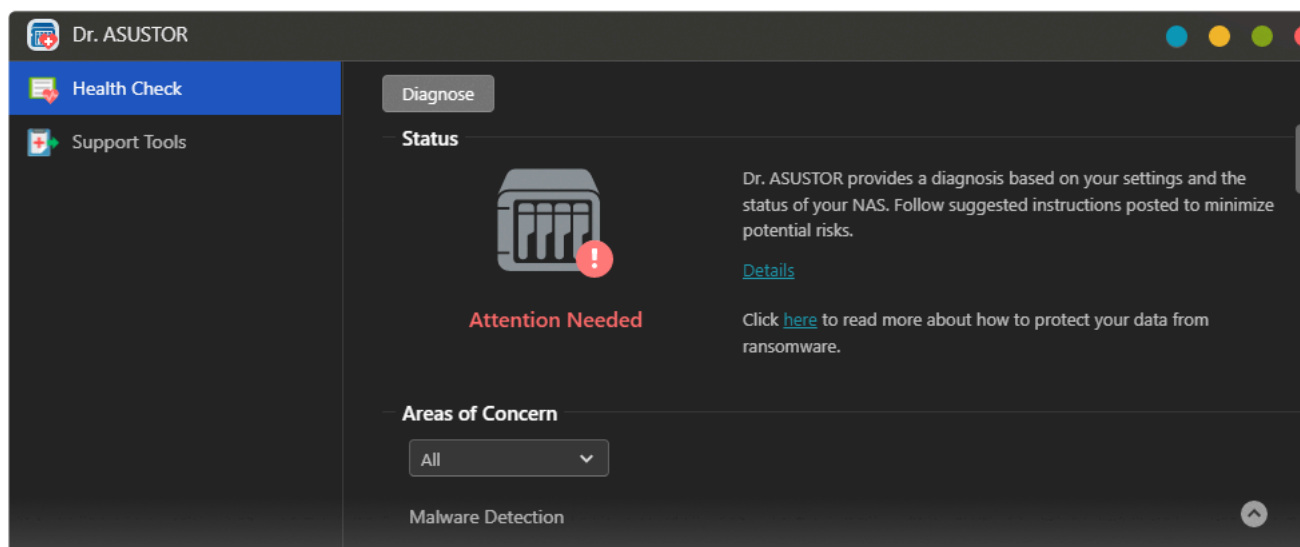 Dr. ASUSTOR
Health Check
Support Tools
Diagnose
Status
Attention Needed
Dr. ASUSTOR provides a diagnosis based on your settings and the
status of your NAS. Follow suggested instructions posted to minimize
potential risks.
Details
Click here to read more about how to protect your data from
ransomware.
Areas of Concern
All
Malware Detection